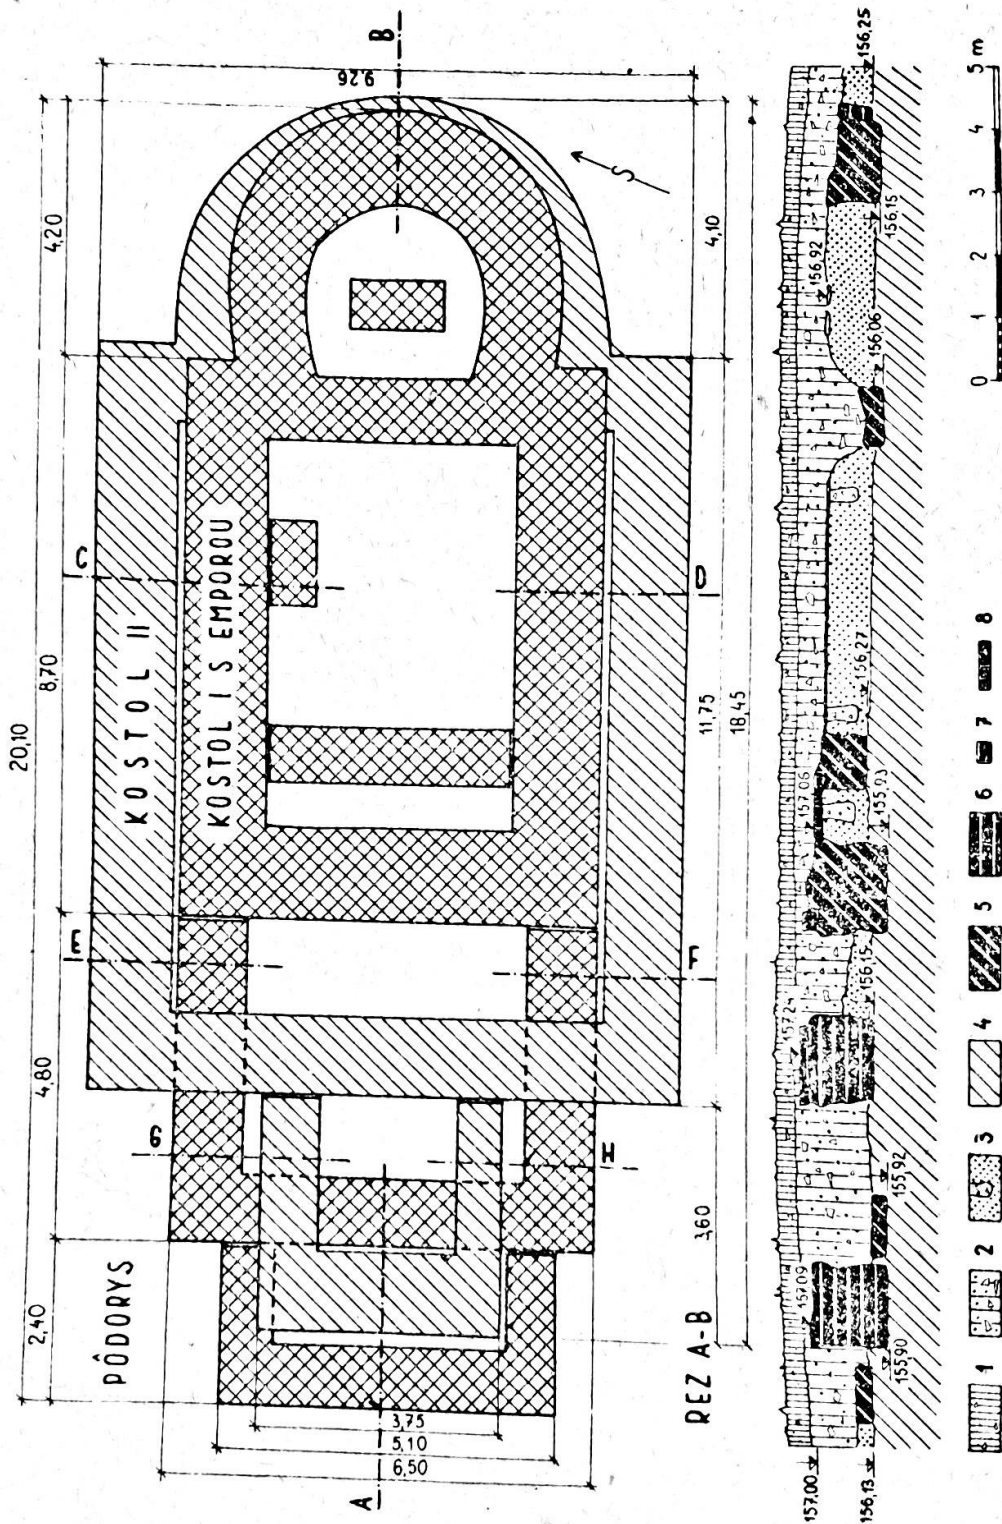 PÔDORYS
20,10
2,40
4,80
8,70
4,20
9,26
KOSTOL II
KOSTOL I S EMPOROU
A
B
C
D
E
F
G
H
S
3,75
5,10
6,50
3,60
11,75
4,10
18,45
REZ A-B
157,00
156,13
157,09
155,90
155,92
157,24
156,15
157,06
155,93
156,27
156,06
156,92
156,15
156,25
1 2 3 4 5 6 7 8
0 1 2 3 4 5 m